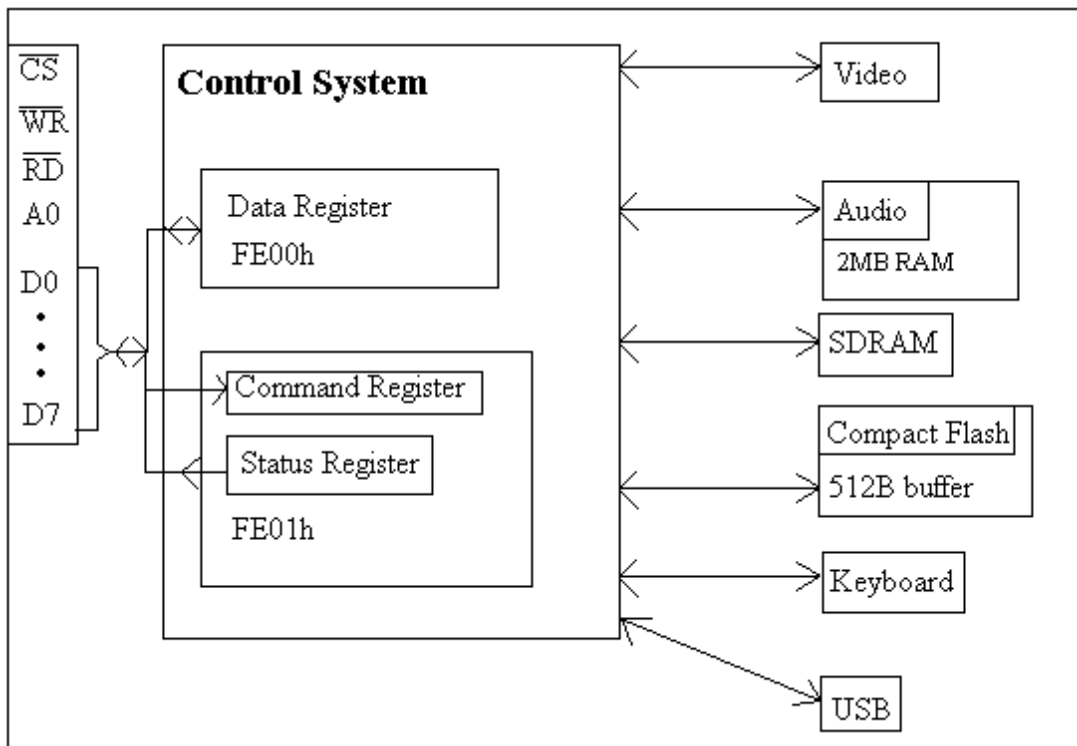 CS
WR
RD
A0
D0
D7
Control System
Data Register
FE00h
Command Register
Status Register
FE01h
Video
Audio
2MB RAM
SDRAM
Compact Flash
512B buffer
Keyboard
USB